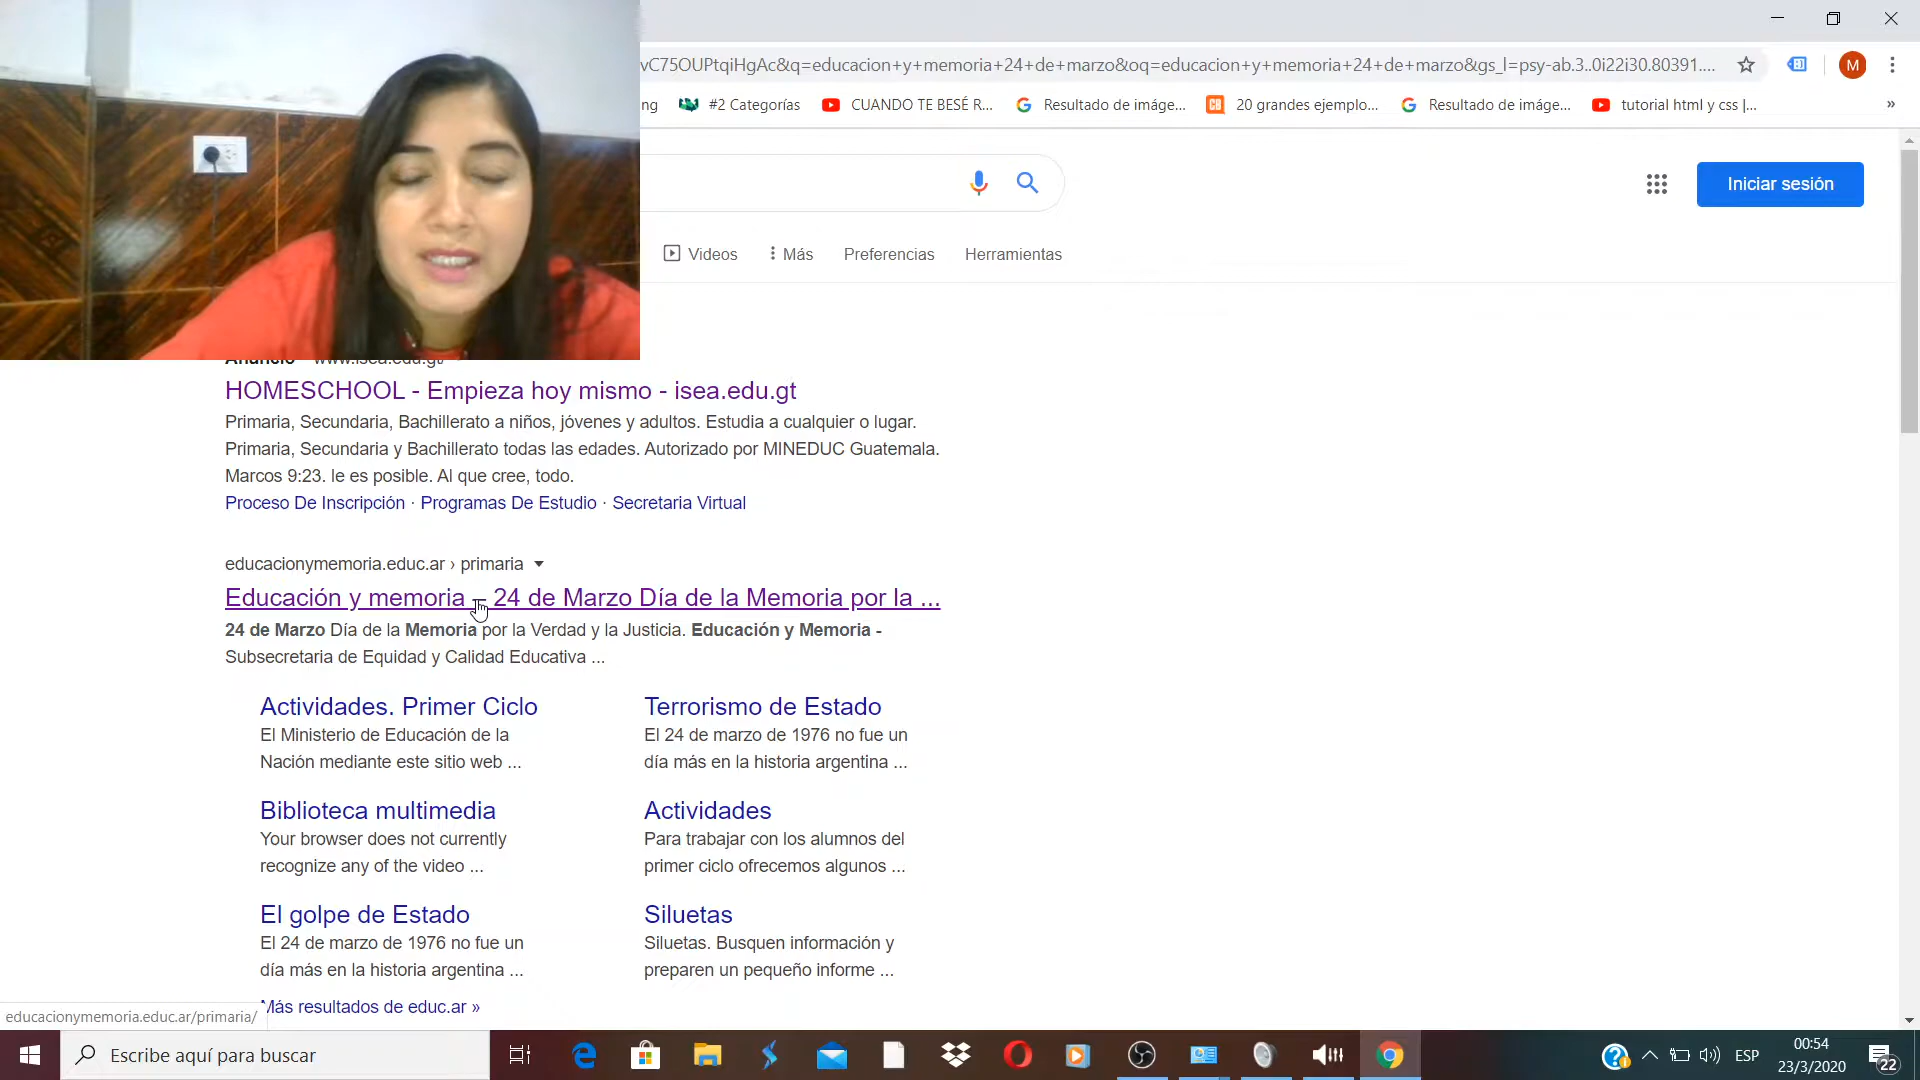 vC75OUPtqiHgAc&q=educacion+y+memoria+24+de+marzo&oq=educacion+y+memoria+24+de+marzo&gs_l=psy-ab.3..0i22i30.80391....
M
ng
#2 Categorías
CUANDO TE BESÉ R...
Resultado de imáge...
20 grandes ejemplo...
Resultado de imáge...
tutorial html y css |...
»
Iniciar sesión
Videos
Más
Preferencias
Herramientas
Anuncio · www.isea.edu.gt
HOMESCHOOL - Empieza hoy mismo - isea.edu.gt
Primaria, Secundaria, Bachillerato a niños, jóvenes y adultos. Estudia a cualquier o lugar.
Primaria, Secundaria y Bachillerato todas las edades. Autorizado por MINEDUC Guatemala.
Marcos 9:23. le es posible. Al que cree, todo.
Proceso De Inscripción · Programas De Estudio · Secretaria Virtual
educacionymemoria.educ.ar › primaria
Educación y memoria – 24 de Marzo Día de la Memoria por la ...
24 de Marzo Día de la Memoria por la Verdad y la Justicia. Educación y Memoria -
Subsecretaria de Equidad y Calidad Educativa ...
Actividades. Primer Ciclo
El Ministerio de Educación de la
Nación mediante este sitio web ...
Terrorismo de Estado
El 24 de marzo de 1976 no fue un
día más en la historia argentina ...
Biblioteca multimedia
Your browser does not currently
recognize any of the video ...
Actividades
Para trabajar con los alumnos del
primer ciclo ofrecemos algunos ...
El golpe de Estado
El 24 de marzo de 1976 no fue un
día más en la historia argentina ...
Siluetas
Siluetas. Busquen información y
preparen un pequeño informe ...
Más resultados de educ.ar »
educacionymemoria.educ.ar/primaria/
Escribe aquí para buscar
ESP
00:54
23/3/2020
22